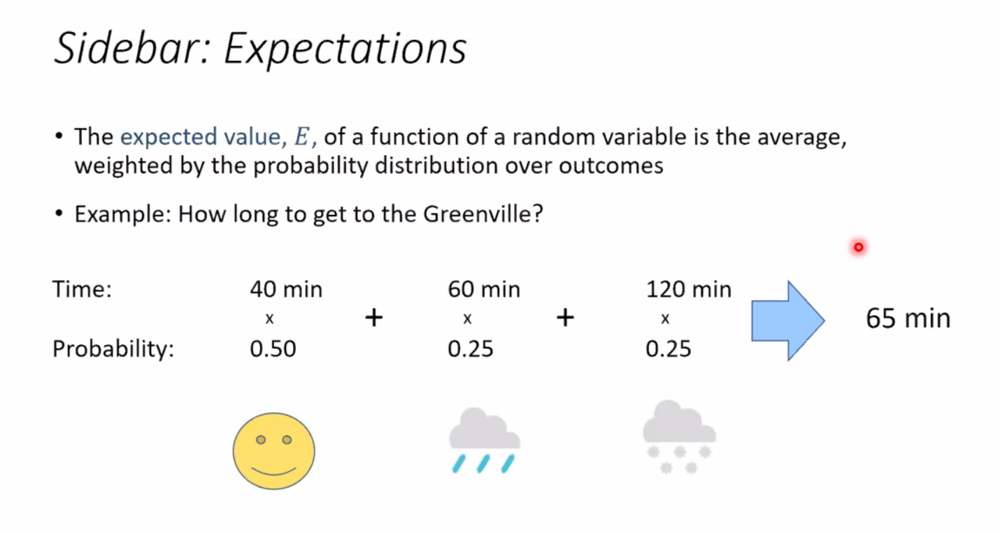 Sidebar: Expectations
• The expected value, E, of a function of a random variable is the average,
weighted by the probability distribution over outcomes
• Example: How long to get to the Greenville?
Time: 40 min 60 min 120 min
x + x + x 65 min
Probability: 0.50 0.25 0.25